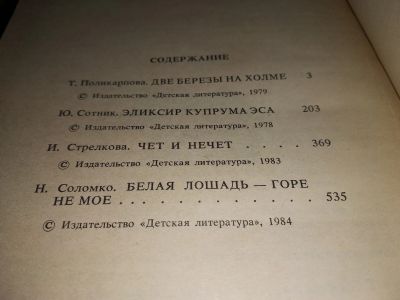 СОДЕРЖАНИЕ
Т. Поликарпова. ДВЕ БЕРЕЗЫ НА ХОЛМЕ 3
© Издательство «Детская литература», 1979
Ю. Сотник. ЭЛИКСИР КУПРУМА ЭСА 203
© Издательство «Детская литература», 1978
И. Стрелкова. ЧЕТ И НЕЧЕТ . . . . . 369
© Издательство «Детская литература», 1983
Н. Соломко. БЕЛАЯ ЛОШАДЬ — ГОРЕ
НЕ МОЕ . . . . . . . . . . . . . 535
© Издательство «Детская литература», 1984